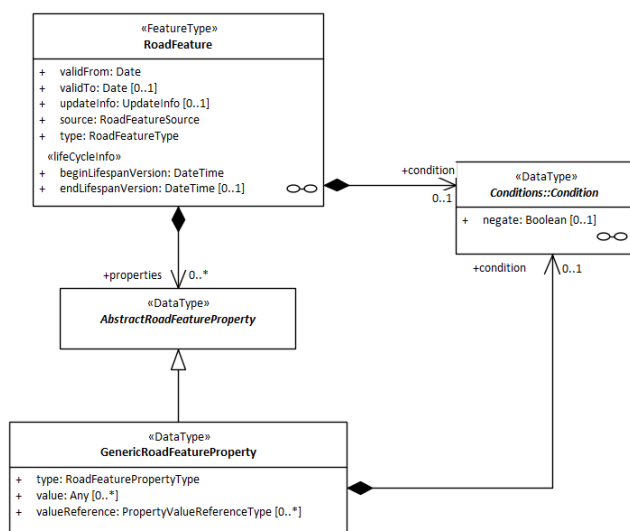 «FeatureType»
RoadFeature
+ validFrom: Date
+ validTo: Date [0..1]
+ updateInfo: UpdateInfo [0..1]
+ source: RoadFeatureSource
+ type: RoadFeatureType
«lifeCycleInfo»
+ beginLifespanVersion: DateTime
+ endLifespanVersion: DateTime [0..1]
+condition
0..1
«DataType»
Conditions::Condition
+ negate: Boolean [0..1]
+properties 0..*
+condition 0..1
«DataType»
AbstractRoadFeatureProperty
«DataType»
GenericRoadFeatureProperty
+ type: RoadFeaturePropertyType
+ value: Any [0..*]
+ valueReference: PropertyValueReferenceType [0..*]